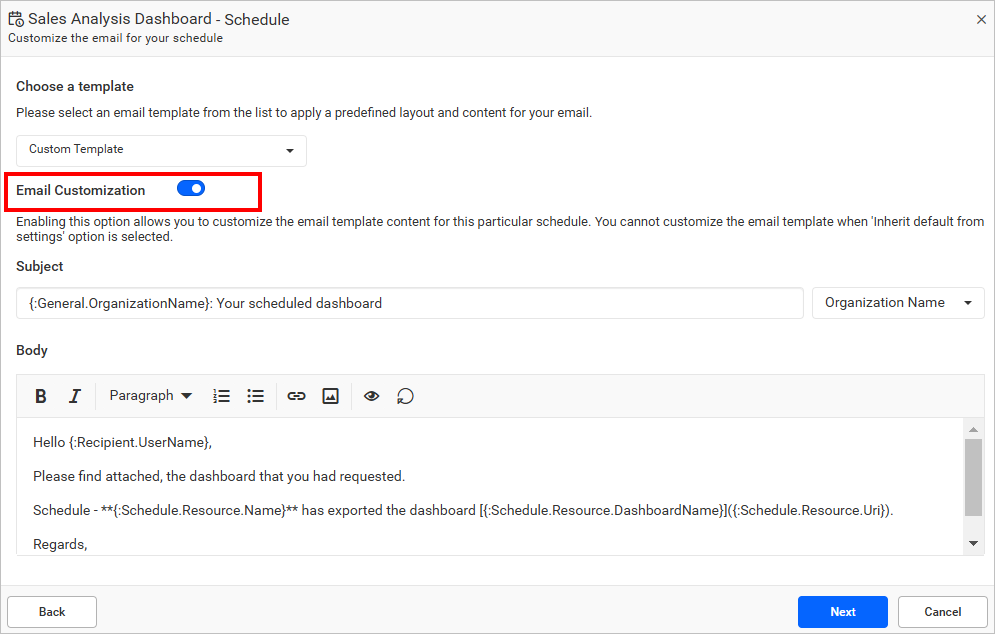 Sales Analysis Dashboard - Schedule
Customize the email for your schedule
Choose a template
Please select an email template from the list to apply a predefined layout and content for your email.
Custom Template
Email Customization
Enabling this option allows you to customize the email template content for this particular schedule. You cannot customize the email template when 'Inherit default from
settings' option is selected.
Subject
{:General.OrganizationName}: Your scheduled dashboard
Organization Name
Body
B I Paragraph
Hello {:Recipient.UserName},
Please find attached, the dashboard that you had requested.
Schedule - **{:Schedule.Resource.Name}** has exported the dashboard [{:Schedule.Resource.DashboardName}]({:Schedule.Resource.Uri}).
Regards,
Back
Next
Cancel